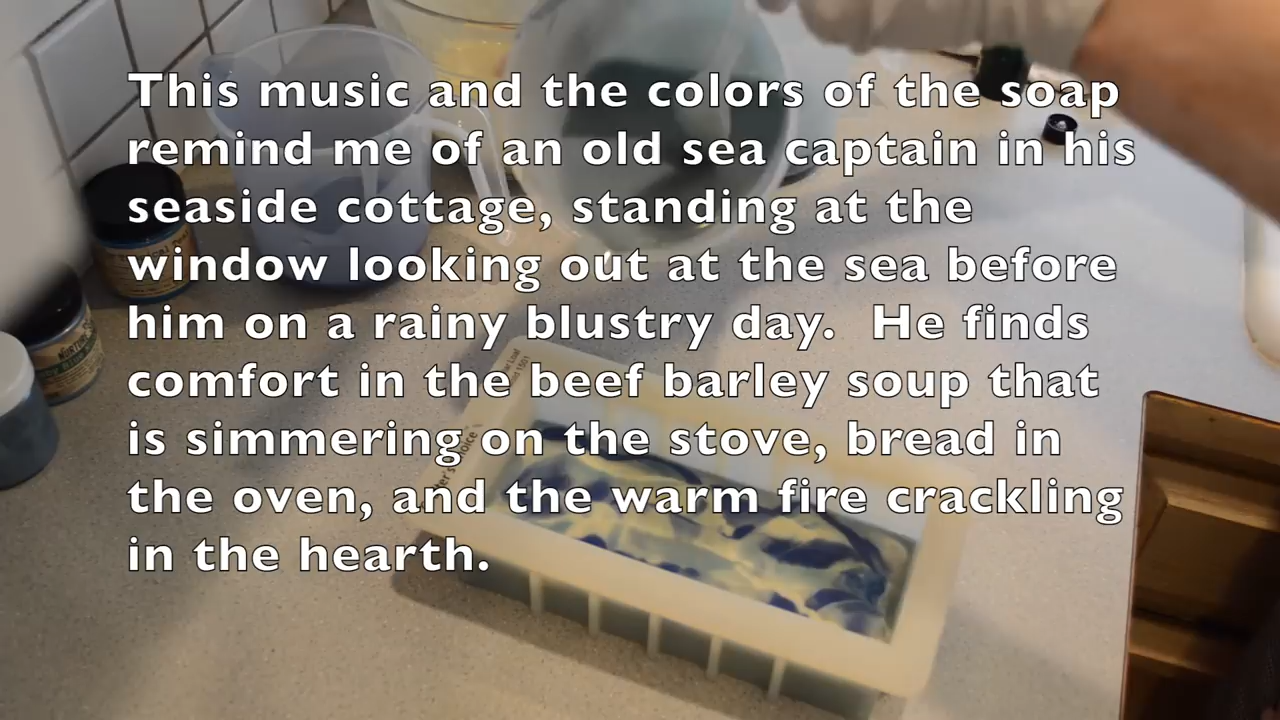 This music and the colors of the soap
remind me of an old sea captain in his
seaside cottage, standing at the
window looking out at the sea before
him on a rainy blustry day.  He finds
comfort in the beef barley soup that
is simmering on the stove, bread in
the oven, and the warm fire crackling
in the hearth.